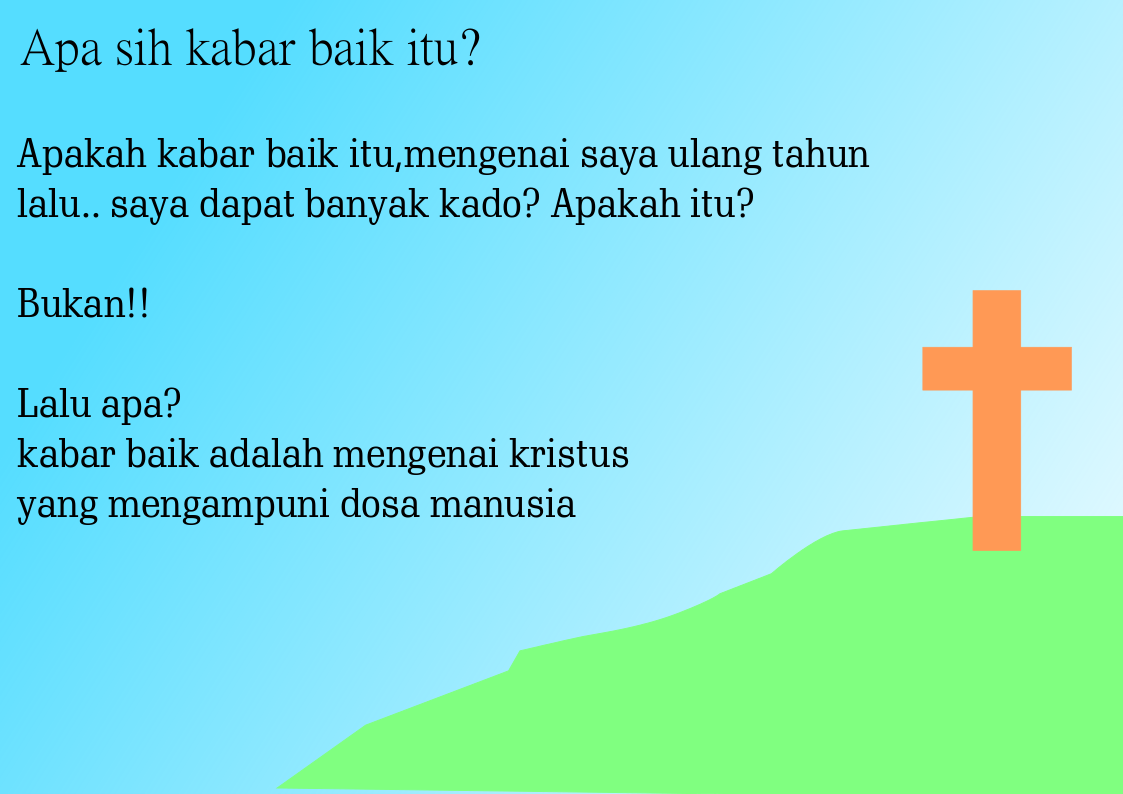 Apa sih kabar baik itu?
Apakah kabar baik itu,mengenai saya ulang tahun
lalu.. saya dapat banyak kado? Apakah itu?
Bukan!!
Lalu apa?
kabar baik adalah mengenai kristus
yang mengampuni dosa manusia